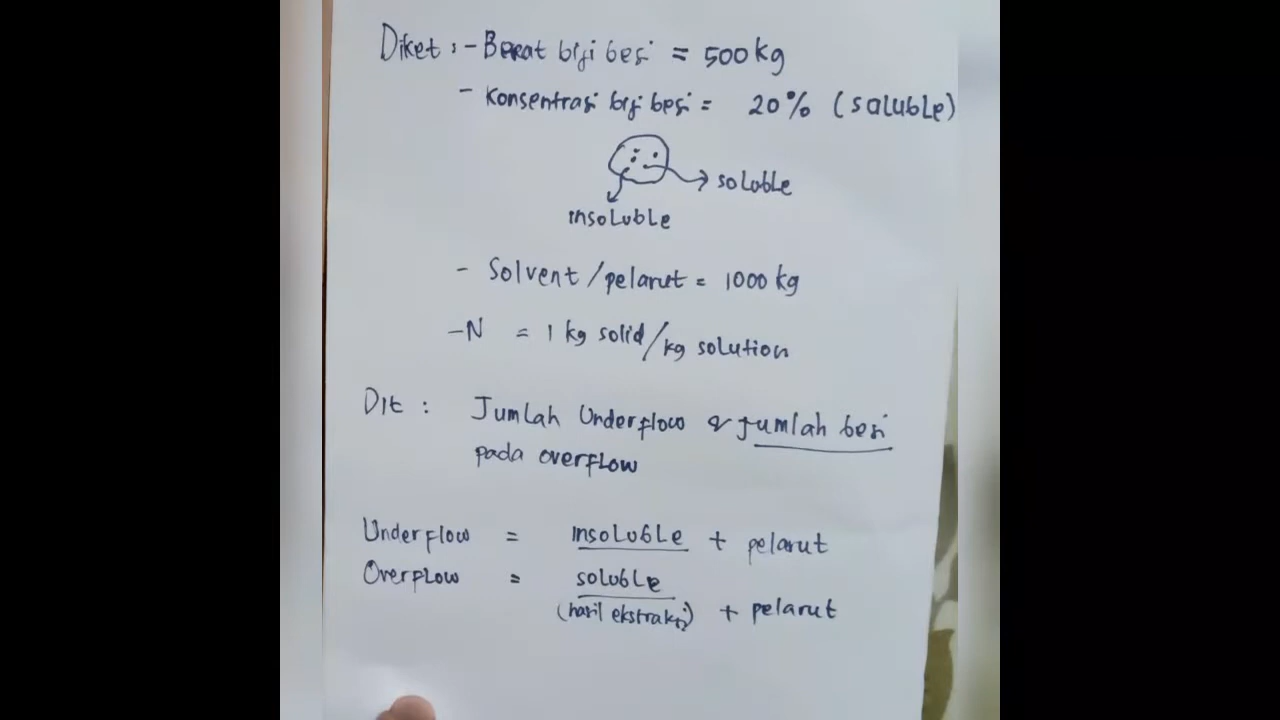 Diket : - Berat biji besi = 500 kg
- Konsentrasi biji besi = 20% (soluble)
soluble
insoluble
- Solvent/pelarut = 1000 kg
- N = 1 kg solid/kg solution
Dit : Jumlah Underflow & jumlah besi
pada overflow
Underflow = insoluble + pelarut
Overflow = soluble
(hasil ekstraksi) + pelarut